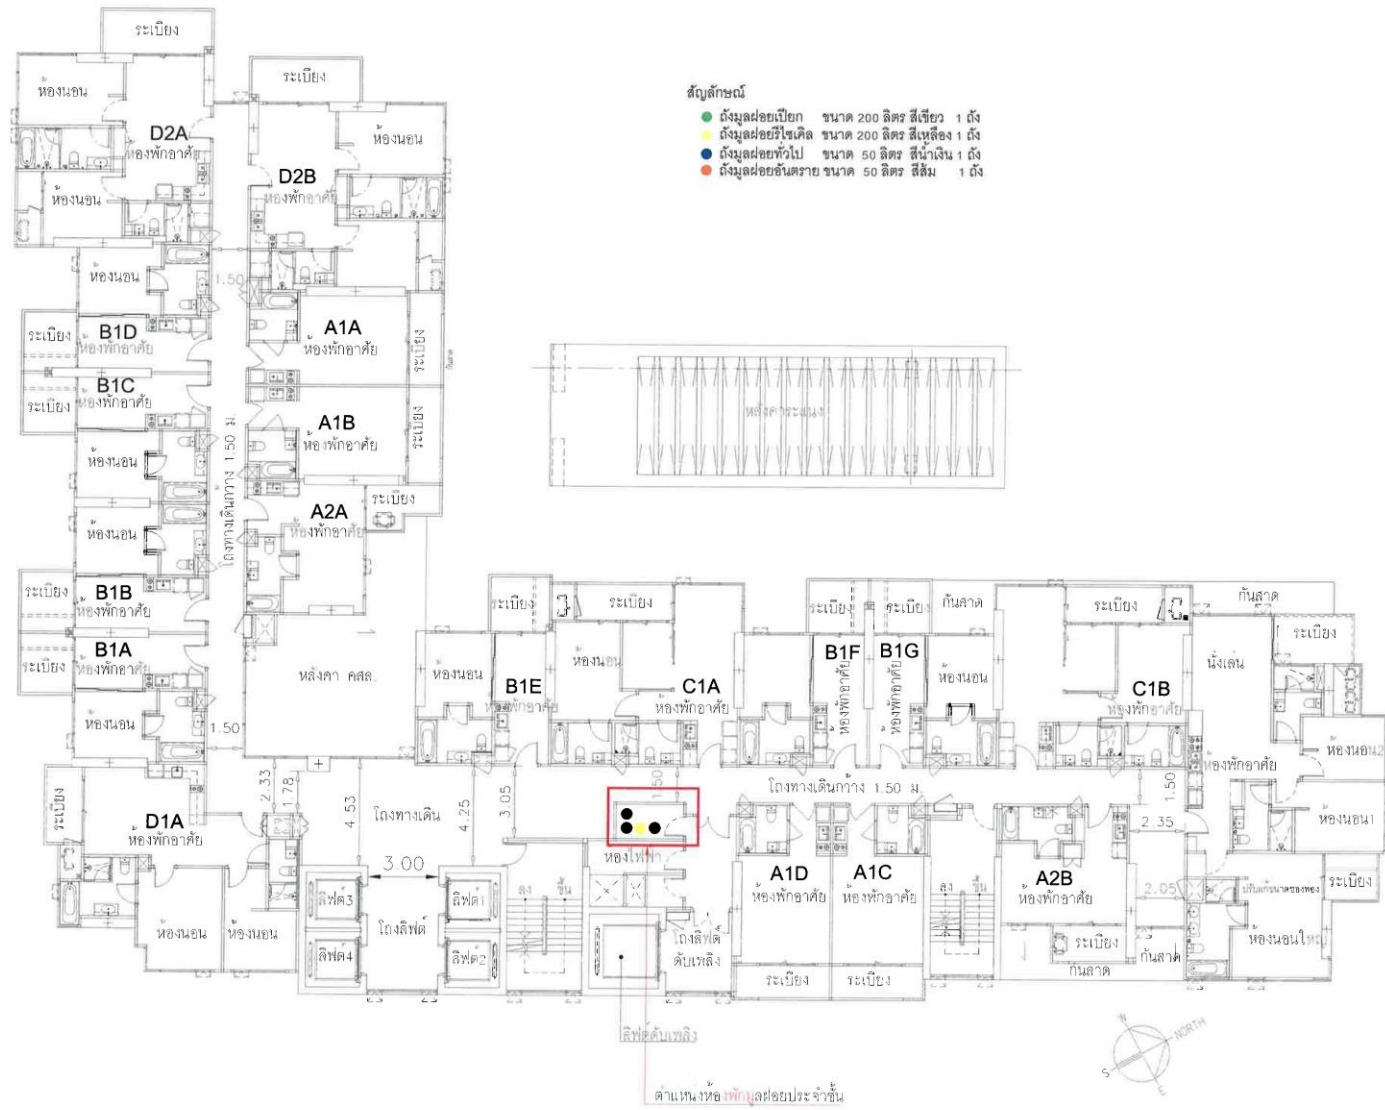 สัญลักษณ์
ถังมูลฝอยเปียก ขนาด 200 ลิตร สีเขียว 1 ถัง
ถังมูลฝอยรีไซเคิล ขนาด 200 ลิตร สีเหลือง 1 ถัง
ถังมูลฝอยทั่วไป ขนาด 50 ลิตร สีน้ำเงิน 1 ถัง
ถังมูลฝอยอันตราย ขนาด 50 ลิตร สีส้ม 1 ถัง
ระเบียง
ห้องนอน
D2A
ห้องพักอาศัย
ห้องนอน
ระเบียง
ห้องนอน
D2B
ห้องพักอาศัย
ห้องนอน
1.50
ระเบียง
B1D
ห้องพักอาศัย
A1A
ห้องพักอาศัย
ระเบียง
กันสาด
B1C
ห้องพักอาศัย
ระเบียง
A1B
ห้องพักอาศัย
ระเบียง
หลังคาระแนง
ห้องนอน
โถงทางเดินกว้าง 1.50 ม.
A2A
ห้องพักอาศัย
ระเบียง
ห้องนอน
ระเบียง
B1B
ห้องพักอาศัย
ระเบียง
B1A
ห้องพักอาศัย
ห้องนอน
1.50
หลังคา คสล.
ระเบียง
ห้องนอน
B1E
ห้องพักอาศัย
ระเบียง
ห้องนอน
C1A
ห้องพักอาศัย
ระเบียง
B1F
ห้องพักอาศัย
ระเบียง
B1G
ห้องพักอาศัย
กันสาด
ห้องนอน
ระเบียง
C1B
ห้องพักอาศัย
กันสาด
ระเบียง
นั่งเล่น
ห้องพักอาศัย
ห้องนอน2
ห้องนอน1
ระเบียง
ห้องนอนใหญ่
ระเบียง
D1A
ห้องพักอาศัย
ห้องนอน
ห้องนอน
2.33
1.78
4.53
โถงทางเดิน
4.25
3.05
1.50
โถงทางเดินกว้าง 1.50 ม.
1.50
2.35
2.05
3.00
ลิฟต์3
ลิฟต์1
โถงลิฟต์
ลิฟต์4
ลิฟต์2
ลง ขึ้น
ห้องไฟฟ้า
โถงลิฟต์
ดับเพลิง
A1D
ห้องพักอาศัย
ระเบียง
A1C
ห้องพักอาศัย
ระเบียง
ลง ขึ้น
A2B
ห้องพักอาศัย
ระเบียง
กันสาด
กันสาด
ลิฟต์ดับเพลิง
ตำแหน่งห้องพักมูลฝอยประจำชั้น
W
NORTH
S
E